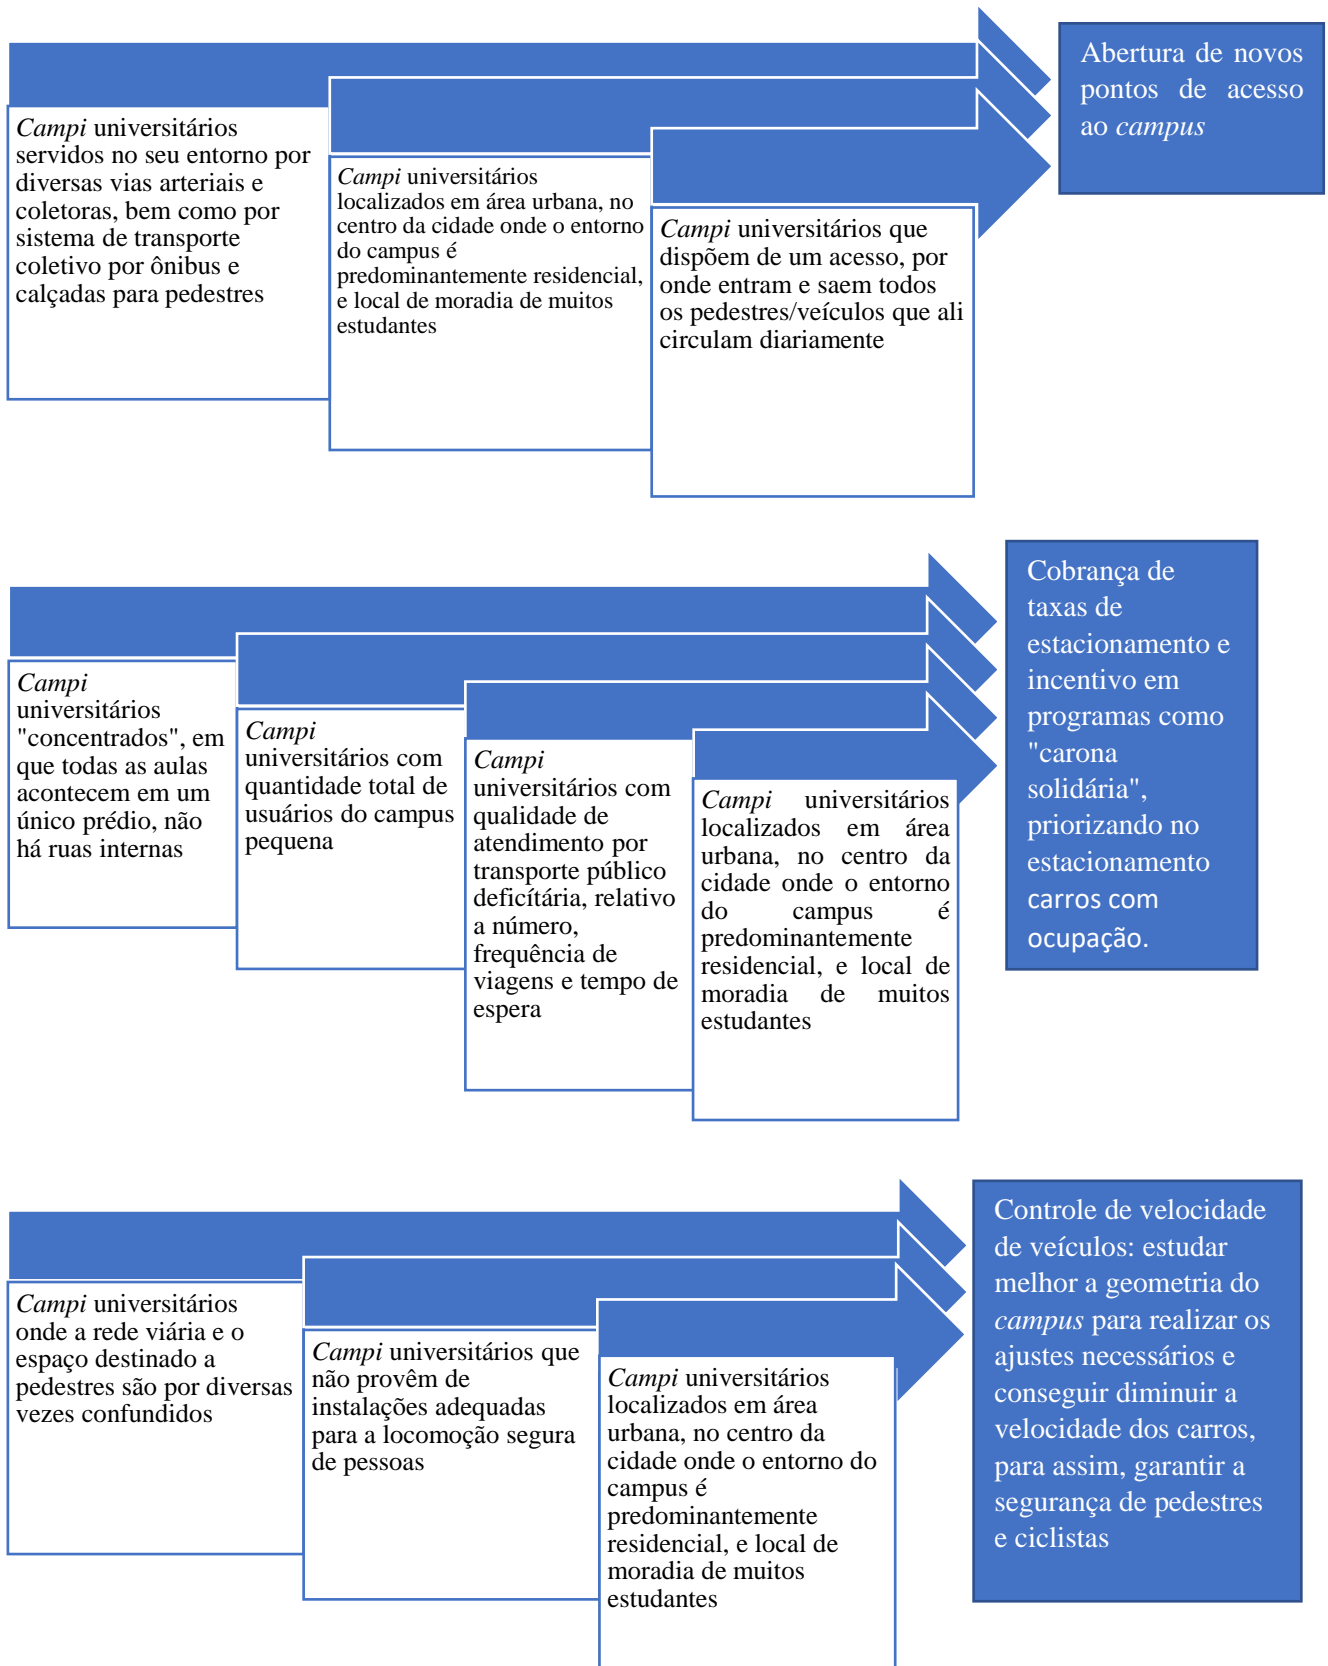 Campi universitários
servidos no seu entorno por
diversas vias arteriais e
coletoras, bem como por
sistema de transporte
coletivo por ônibus e
calçadas para pedestres
Campi universitários
localizados em área urbana, no
centro da cidade onde o entorno
do campus é
predominantemente residencial,
e local de moradia de muitos
estudantes
Campi universitários que
dispõem de um acesso, por
onde entram e saem todos
os pedestres/veículos que ali
circulam diariamente
Abertura de novos
pontos de acesso
ao campus
Campi
universitários
"concentrados", em
que todas as aulas
acontecem em um
único prédio, não
há ruas internas
Campi
universitários com
quantidade total de
usuários do campus
pequena
Campi
universitários com
qualidade de
atendimento por
transporte público
deficítária, relativo
a número,
frequência de
viagens e tempo de
espera
Campi universitários
localizados em área
urbana, no centro da
cidade onde o entorno
do campus é
predominantemente
residencial, e local de
moradia de muitos
estudantes
Cobrança de
taxas de
estacionamento e
incentivo em
programas como
"carona
solidária",
priorizando no
estacionamento
carros com
ocupação.
Campi universitários
onde a rede viária e o
espaço destinado a
pedestres são por diversas
vezes confundidos
Campi universitários que
não provêm de
instalações adequadas
para a locomoção segura
de pessoas
Campi universitários
localizados em área
urbana, no centro da
cidade onde o entorno do
campus é
predominantemente
residencial, e local de
moradia de muitos
estudantes
Controle de velocidade
de veículos: estudar
melhor a geometria do
campus para realizar os
ajustes necessários e
conseguir diminuir a
velocidade dos carros,
para assim, garantir a
segurança de pedestres
e ciclistas